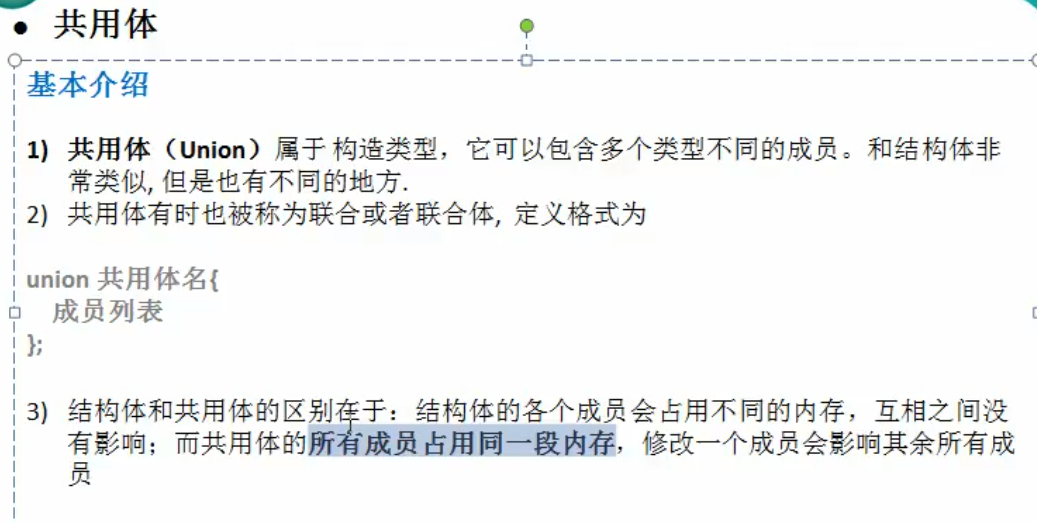 • 共用体
基本介绍
1) 共用体（Union）属于 构造类型，它可以包含多个类型不同的成员。和结构体非
常类似, 但是也有不同的地方.
2) 共用体有时也被称为联合或者联合体, 定义格式为
union 共用体名{
成员列表
};
3) 结构体和共用体的区别在于：结构体的各个成员会占用不同的内存，互相之间没
有影响；而共用体的所有成员占用同一段内存，修改一个成员会影响其余所有成
员